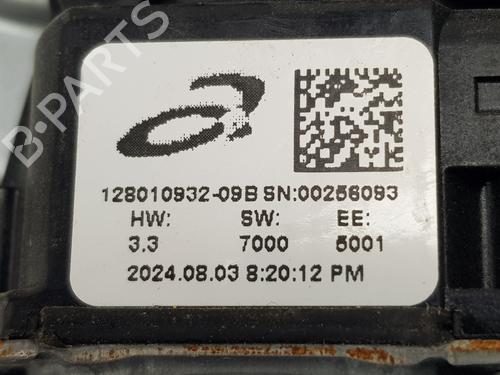 B-PARTS
128010932-09B SN:00256093
HW: SW: EE:
3.3 7000 5001
2024.08.03 8:20:12 PM